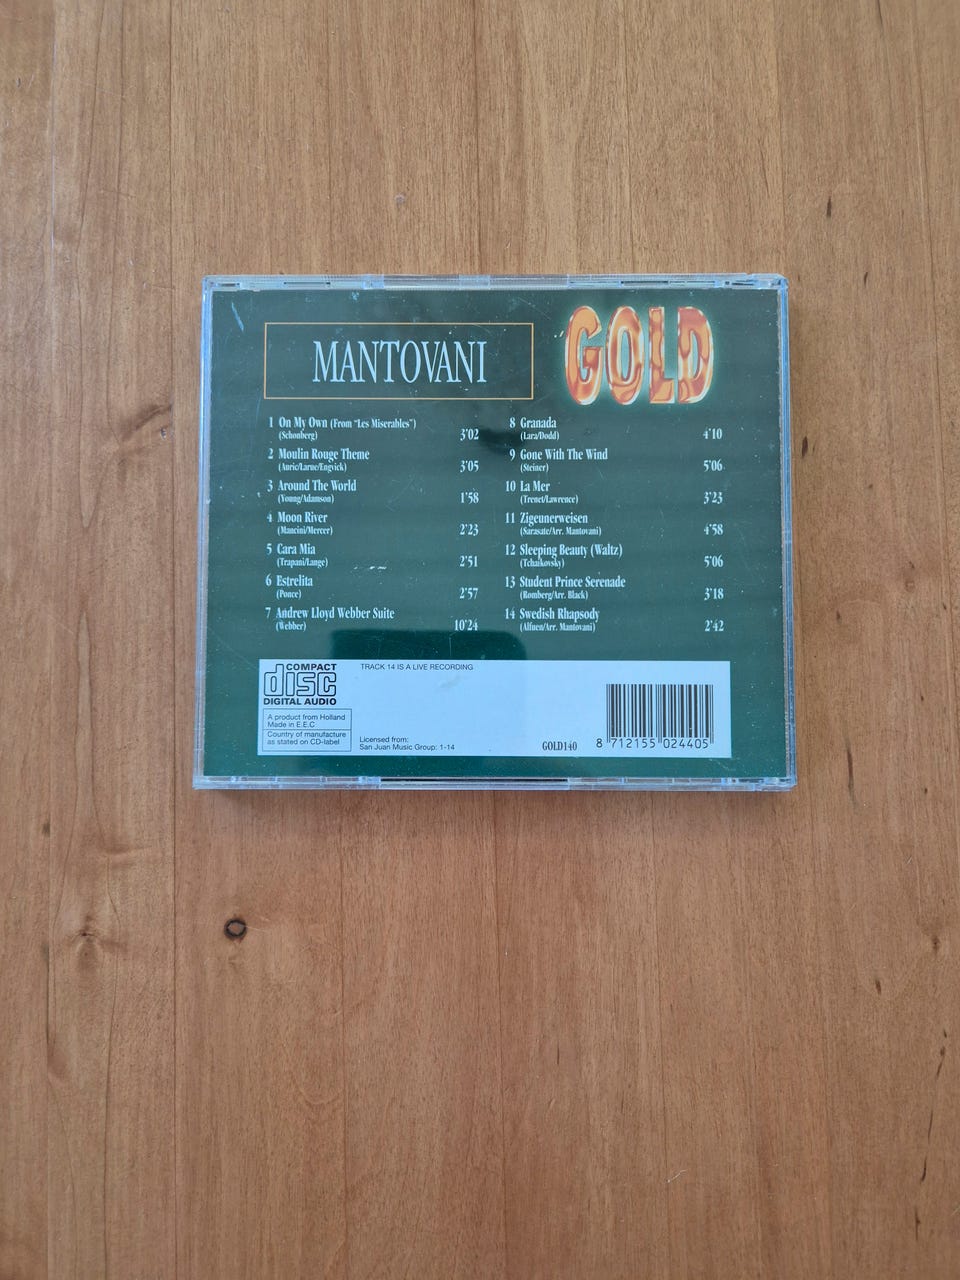 MANTOVANI
GOLD
1 On My Own (From "Les Miserables")
(Schonberg) 3'02
2 Moulin Rouge Theme
(Auric/Larue/Engvick) 3'05
3 Around The World
(Young/Adamson) 1'58
4 Moon River
(Mancini/Mercer) 2'23
5 Cara Mia
(Trapani/Lange) 2'51
6 Estrelita
(Ponce) 2'57
7 Andrew Lloyd Webber Suite
(Webber) 10'24
8 Granada
(Lara/Dodd) 4'10
9 Gone With The Wind
(Steiner) 5'06
10 La Mer
(Trenet/Lawrence) 3'23
11 Zigeunerweisen
(Sarasate/Arr. Mantovani) 4'58
12 Sleeping Beauty (Waltz)
(Tchaikovsky) 5'06
13 Student Prince Serenade
(Romberg/Arr. Black) 3'18
14 Swedish Rhapsody
(Alfuen/Arr. Mantovani) 2'42
COMPACT
disc
DIGITAL AUDIO
A product from Holland
Made in E.E.C
Country of manufacture
as stated on CD-label
TRACK 14 IS A LIVE RECORDING
Licensed from:
San Juan Music Group: 1-14
GOLD140
8 712155 024405